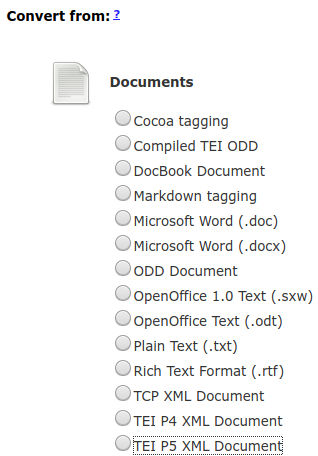 Convert from: ?
Documents
Cocoa tagging
Compiled TEI ODD
DocBook Document
Markdown tagging
Microsoft Word (.doc)
Microsoft Word (.docx)
ODD Document
OpenOffice 1.0 Text (.sxw)
OpenOffice Text (.odt)
Plain Text (.txt)
Rich Text Format (.rtf)
TCP XML Document
TEI P4 XML Document
TEI P5 XML Document